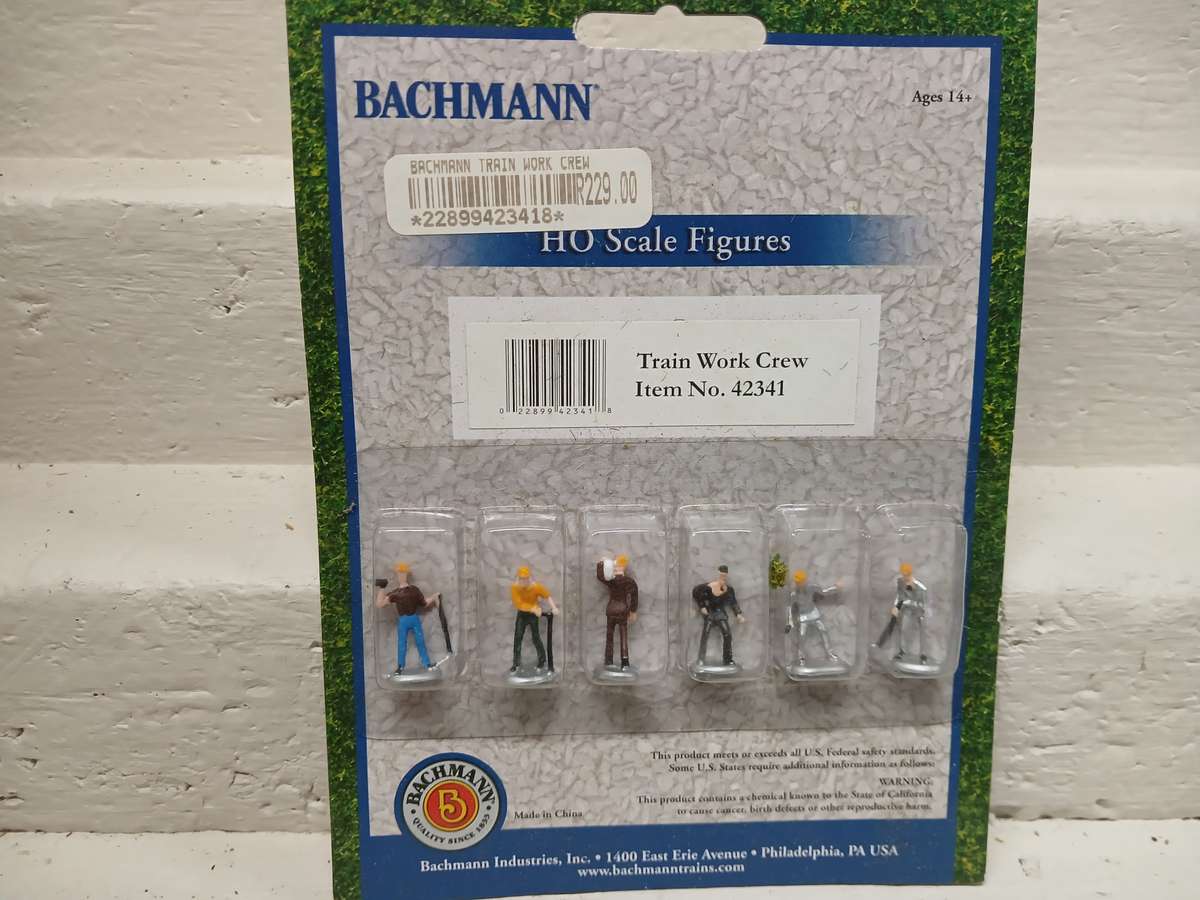 BACHMANN
Ages 14+
BACHMANN TRAIN WORK CREW
R229.00
*22899423418*
HO Scale Figures
Train Work Crew
Item No. 42341
0 22899 42341 8
This product meets or exceeds all U.S. Federal safety standards.
Some U.S. States require additional information as follows:
WARNING:
This product contains a chemical known to the State of California
to cause cancer, birth defects or other reproductive harm.
BACHMANN
B
QUALITY SINCE 1833
Made in China
Bachmann Industries, Inc. • 1400 East Erie Avenue • Philadelphia, PA USA
www.bachmanntrains.com